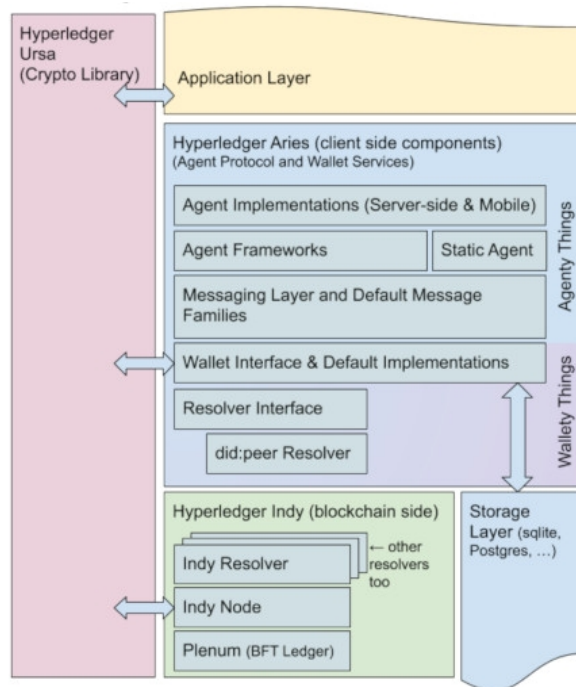 Hyperledger
Ursa
(Crypto Library)
Application Layer
Hyperledger Aries (client side components)
(Agent Protocol and Wallet Services)
Agent Implementations (Server-side & Mobile)
Agent Frameworks
Static Agent
Messaging Layer and Default Message
Families
Agenty Things
Wallet Interface & Default Implementations
Resolver Interface
did:peer Resolver
Wallety Things
Hyperledger Indy (blockchain side)
Indy Resolver
← other
resolvers
too
Indy Node
Plenum (BFT Ledger)
Storage
Layer (sqlite,
Postgres, ...)